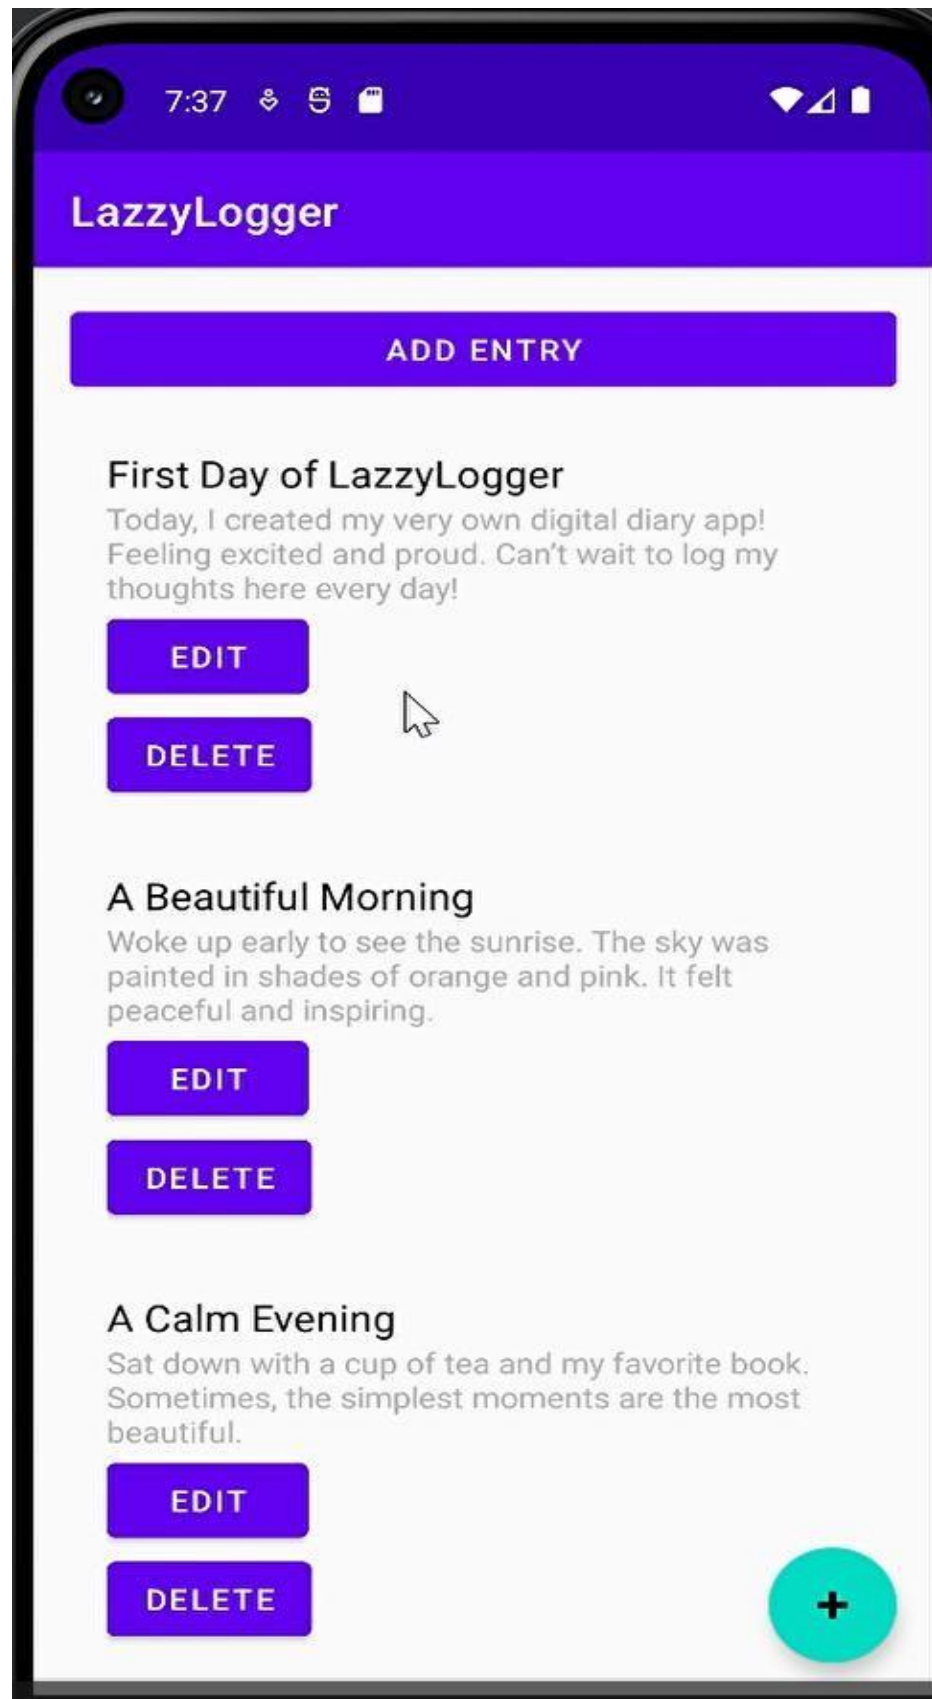 7:37
LazzyLogger
ADD ENTRY
First Day of LazzyLogger
Today, I created my very own digital diary app!
Feeling excited and proud. Can't wait to log my
thoughts here every day!
EDIT
DELETE
A Beautiful Morning
Woke up early to see the sunrise. The sky was
painted in shades of orange and pink. It felt
peaceful and inspiring.
EDIT
DELETE
A Calm Evening
Sat down with a cup of tea and my favorite book.
Sometimes, the simplest moments are the most
beautiful.
EDIT
DELETE
+